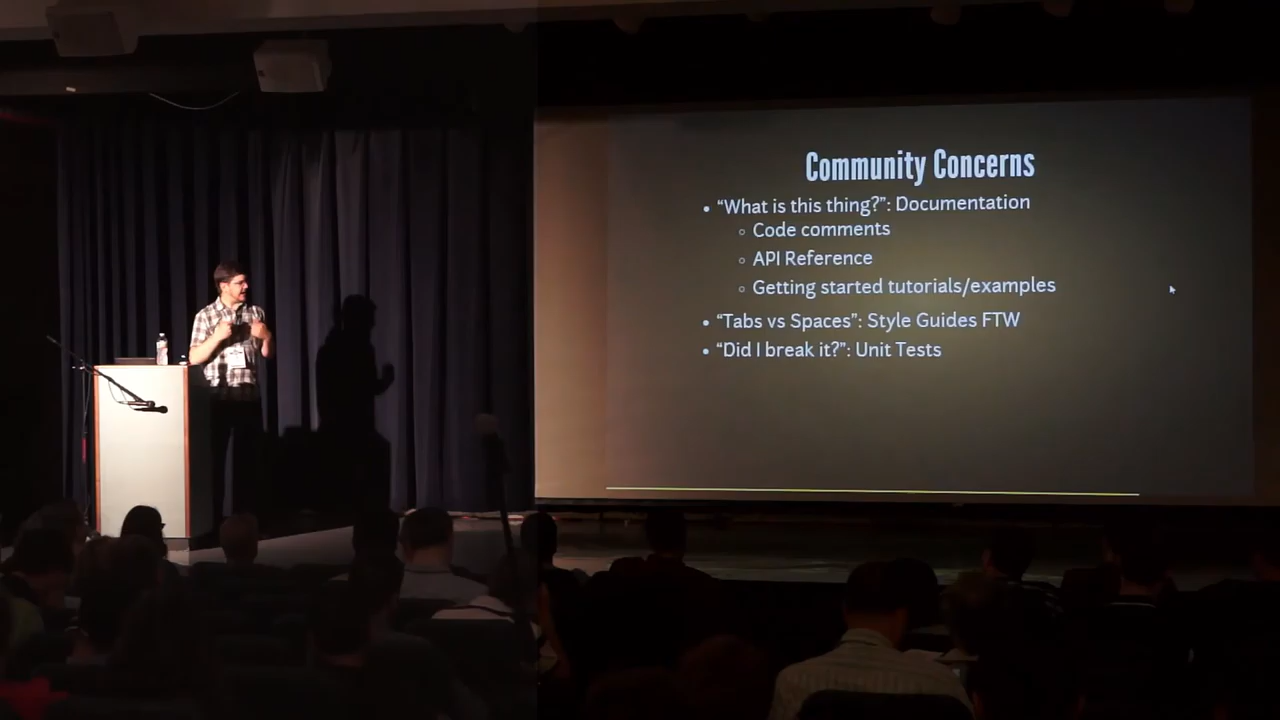 Community Concerns
• “What is this thing?”: Documentation
◦ Code comments
◦ API Reference
◦ Getting started tutorials/examples
• “Tabs vs Spaces”: Style Guides FTW
• “Did I break it?”: Unit Tests